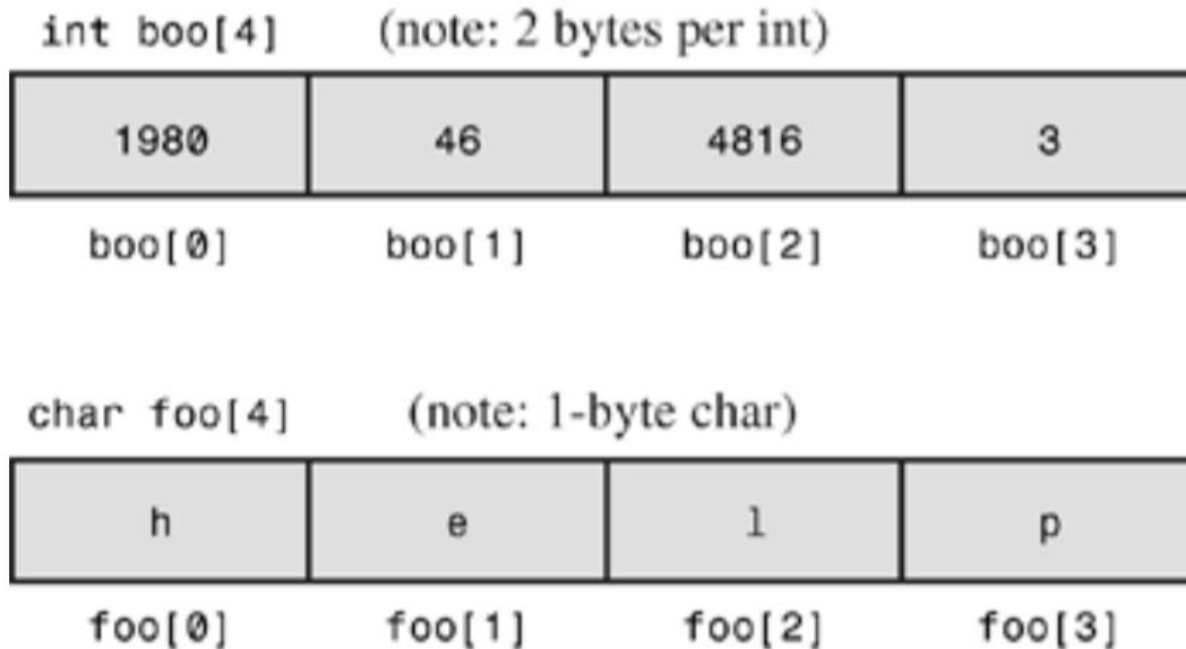 int boo[4] (note: 2 bytes per int)
1980 46 4816 3
boo[0] boo[1] boo[2] boo[3]
char foo[4] (note: 1-byte char)
h e l p
foo[0] foo[1] foo[2] foo[3]